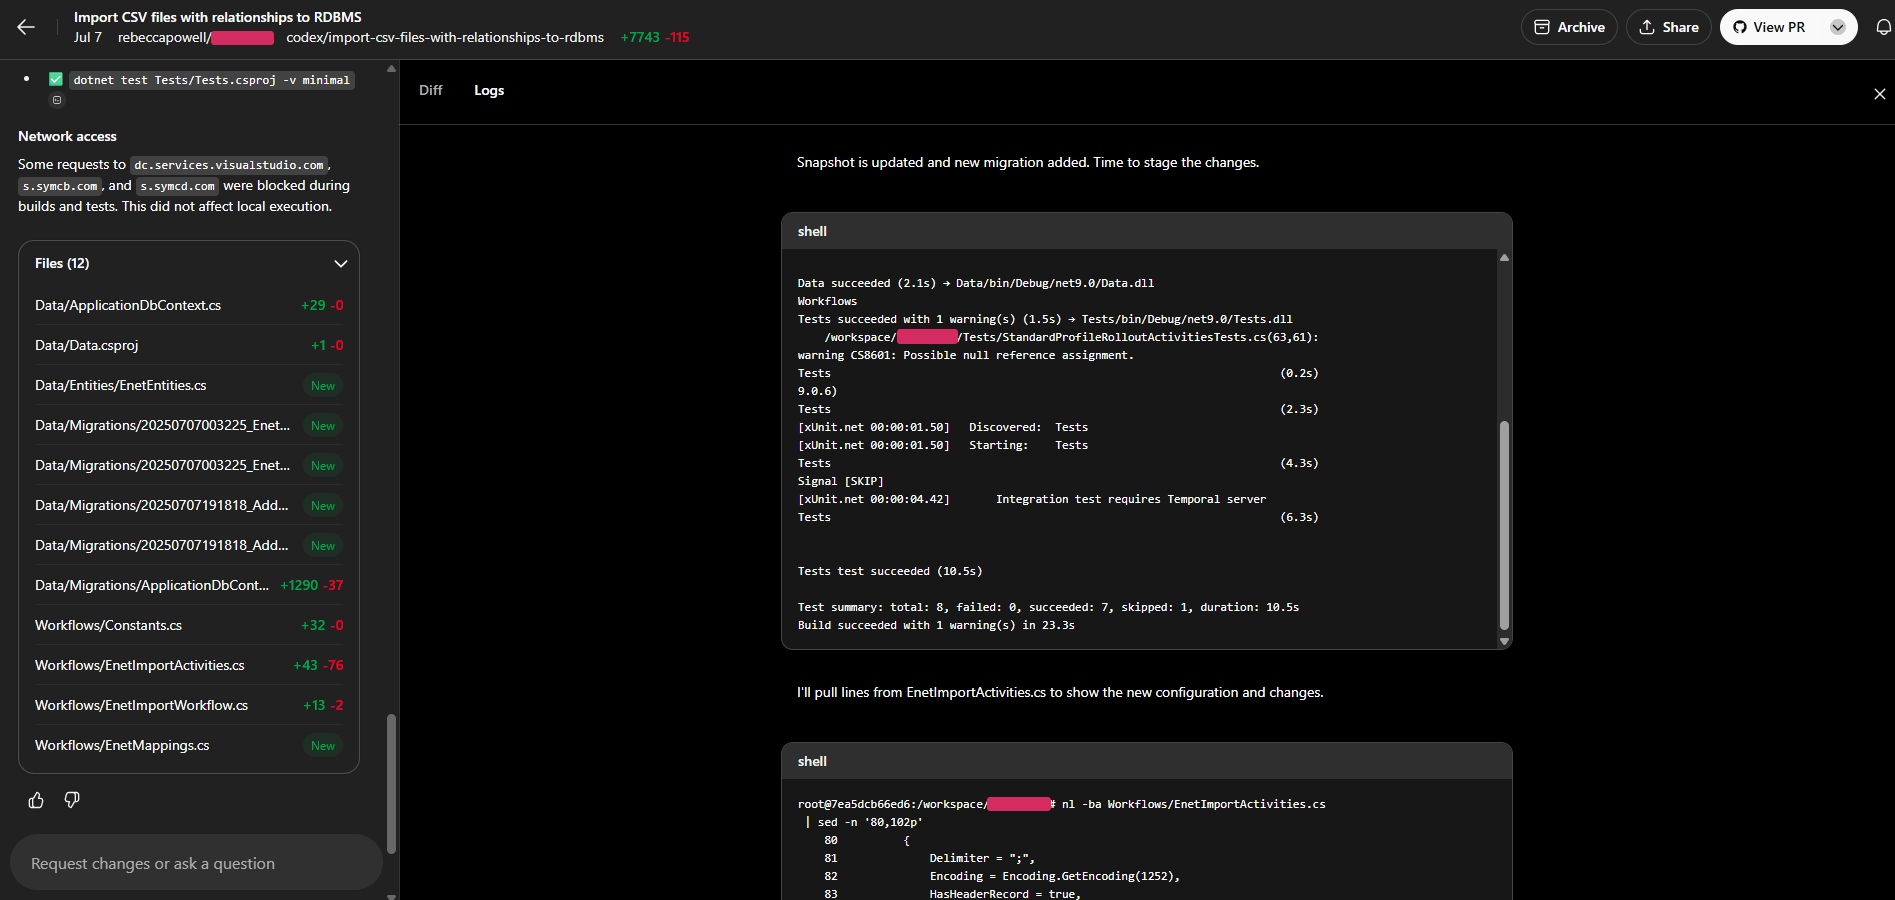 Import CSV files with relationships to RDBMS
Jul 7 rebeccapowell/ codex/import-csv-files-with-relationships-to-rdbms +7743 -115
Archive
Share
View PR
dotnet test Tests/Tests.csproj -v minimal
Network access
Some requests to dc.services.visualstudio.com,
s.symcb.com, and s.symcd.com were blocked during
builds and tests. This did not affect local execution.
Files (12)
Data/ApplicationDbContext.cs +29 -0
Data/Data.csproj +1 -0
Data/Entities/EnetEntities.cs New
Data/Migrations/20250707003225_Enet... New
Data/Migrations/20250707003225_Enet... New
Data/Migrations/20250707191818_Add... New
Data/Migrations/20250707191818_Add... New
Data/Migrations/ApplicationDbCont... +1290 -37
Workflows/Constants.cs +32 -0
Workflows/EnetImportActivities.cs +43 -76
Workflows/EnetImportWorkflow.cs +13 -2
Workflows/EnetMappings.cs New
Request changes or ask a question
Diff Logs
Snapshot is updated and new migration added. Time to stage the changes.
shell
Data succeeded (2.1s) → Data/bin/Debug/net9.0/Data.dll
Workflows
Tests succeeded with 1 warning(s) (1.5s) → Tests/bin/Debug/net9.0/Tests.dll
/workspace/ /Tests/StandardProfileRolloutActivitiesTests.cs(63,61):
warning CS8601: Possible null reference assignment.
Tests (0.2s)
9.0.6)
Tests (2.3s)
[xUnit.net 00:00:01.50] Discovered: Tests
[xUnit.net 00:00:01.50] Starting: Tests
Tests (4.3s)
Signal [SKIP]
[xUnit.net 00:00:04.42] Integration test requires Temporal server
Tests (6.3s)
Tests test succeeded (10.5s)
Test summary: total: 8, failed: 0, succeeded: 7, skipped: 1, duration: 10.5s
Build succeeded with 1 warning(s) in 23.3s
I'll pull lines from EnetImportActivities.cs to show the new configuration and changes.
shell
root@7ea5dcb66ed6:/workspace/ # nl -ba Workflows/EnetImportActivities.cs
| sed -n '80,102p'
80 {
81 Delimiter = ";",
82 Encoding = Encoding.GetEncoding(1252),
83 HasHeaderRecord = true,